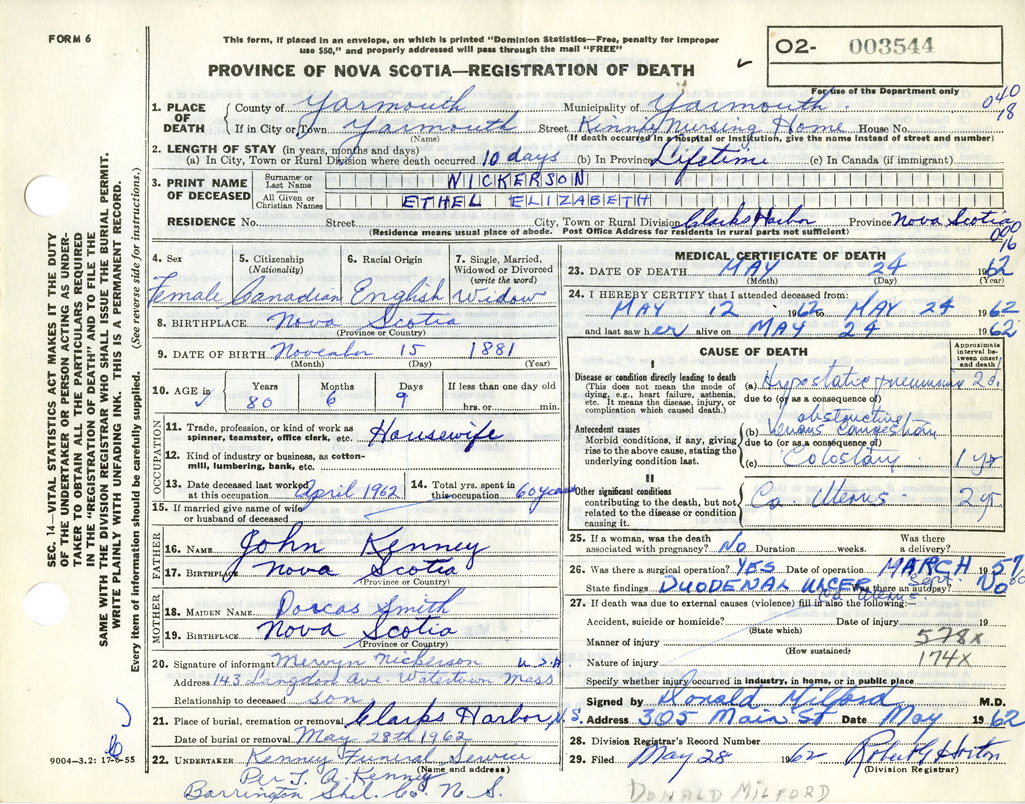 FORM 6
This form, if placed in an envelope, on which is printed "Dominion Statistics—Free, penalty for improper
use $50," and properly addressed will pass through the mail "FREE"
O2- 003544
PROVINCE OF NOVA SCOTIA—REGISTRATION OF DEATH
For use of the Department only
040
18
1. PLACE OF DEATH
County of Yarmouth Municipality of Yarmouth.
If in City or Town Yarmouth Street Kinney Nursing Home House No.
(Name) (If death occurred in a hospital or institution, give the name instead of street and number)
2. LENGTH OF STAY (in years, months and days)
(a) In City, Town or Rural Division where death occurred 10 days (b) In Province Lifetime (c) In Canada (if immigrant)
3. PRINT NAME OF DECEASED
Surname or Last Name NICKERSON
All Given or Christian Names ETHEL ELIZABETH
RESIDENCE No. Street City, Town or Rural Division Clarks Harbor Province Nova Scotia
(Residence means usual place of abode. Post Office Address for residents in rural parts not sufficient)
000
16
4. Sex 5. Citizenship (Nationality) 6. Racial Origin 7. Single, Married, Widowed or Divorced (write the word)
Female Canadian English Widow
8. BIRTHPLACE Nova Scotia
(Province or Country)
9. DATE OF BIRTH November 15 1881
(Month) (Day) (Year)
10. AGE in Years Months Days If less than one day old
80 6 9 hrs. or min.
OCCUPATION
11. Trade, profession, or kind of work as spinner, teamster, office clerk, etc. Housewife
12. Kind of industry or business, as cotton-mill, lumbering, bank, etc.
13. Date deceased last worked at this occupation April 1962 14. Total yrs. spent in this occupation 60 years
15. If married give name of wife or husband of deceased
FATHER
16. NAME John Kenney
17. BIRTHPLACE Nova Scotia
(Province or Country)
MOTHER
18. MAIDEN NAME Dorcas Smith
19. BIRTHPLACE Nova Scotia
(Province or Country)
20. Signature of informant Mervyn Nickerson U.S.A
Address 143 Langdon Ave. Watertown Mass
Relationship to deceased son
21. Place of burial, cremation or removal Clarks Harbor, N.S.
Date of burial or removal May 28th 1962
22. UNDERTAKER Kenney Funeral Service
(Name and address)
Per J. A. Kenney
Barrington Shel. Co. N. S.
MEDICAL CERTIFICATE OF DEATH
23. DATE OF DEATH MAY 24 1962
(Month) (Day) (Year)
24. I HEREBY CERTIFY that I attended deceased from:
MAY 12 1962 to MAY 24 1962
and last saw her alive on MAY 24 1962
CAUSE OF DEATH
Approximate interval between onset and death
I
Disease or condition directly leading to death
(This does not mean the mode of dying, e.g., heart failure, asthenia, etc. It means the disease, injury, or complication which caused death.)
(a) Hypostatic pneumonia 2 d.
due to (or as a consequence of)
Antecedent causes
Morbid conditions, if any, giving rise to the above cause, stating the underlying condition last.
obstructing
(b) Venous Congestion
due to (or as a consequence of)
(c) Colostomy 1 yr
II
Other significant conditions
contributing to the death, but not related to the disease or condition causing it.
Ca. Uterus. 2 yr
25. If a woman, was the death associated with pregnancy? No Duration weeks. Was there a delivery?
26. Was there a surgical operation? YES Date of operation MARCH 1957
Sept. 60
State findings DUODENAL ULCER Was there an autopsy? No
Ca Uterus.
27. If death was due to external causes (violence) fill in also the following:—
Accident, suicide or homicide? Date of injury 19
(State which)
Manner of injury 578x
(How sustained)
Nature of injury 174x
Specify whether injury occurred in industry, in home, or in public place
Signed by Donald Milford M.D.
Address 305 Main St Date May 1962
28. Division Registrar's Record Number
29. Filed May 28 1962 Robert Horton
(Division Registrar)
DONALD MILFORD
SEC. 14—VITAL STATISTICS ACT MAKES IT THE DUTY
OF THE UNDERTAKER OR PERSON ACTING AS UNDER-
TAKER TO OBTAIN ALL THE PARTICULARS REQUIRED
IN THE "REGISTRATION OF DEATH" AND TO FILE THE
SAME WITH THE DIVISION REGISTRAR WHO SHALL ISSUE THE BURIAL PERMIT.
WRITE PLAINLY WITH UNFADING INK. THIS IS A PERMANENT RECORD.
Every item of information should be carefully supplied. (See reverse side for instructions.)
9004—3.2: 17-6-55